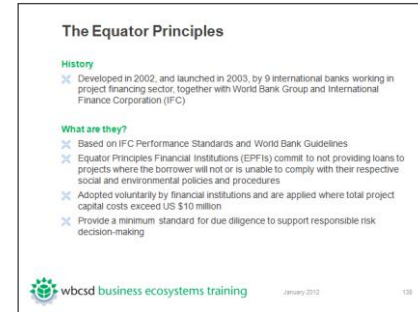 The Equator Principles
History
Developed in 2002, and launched in 2003, by 9 international banks working in
project financing sector, together with World Bank Group and International
Finance Corporation (IFC)
What are they?
Based on IFC Performance Standards and World Bank Guidelines
Equator Principles Financial Institutions (EPFIs) commit to not providing loans to
projects where the borrower will not or is unable to comply with their respective
social and environmental policies and procedures
Adopted voluntarily by financial institutions and are applied where total project
capital costs exceed US $10 million
Provide a minimum standard for due diligence to support responsible risk
decision-making
wbcsd business ecosystems training January 2012